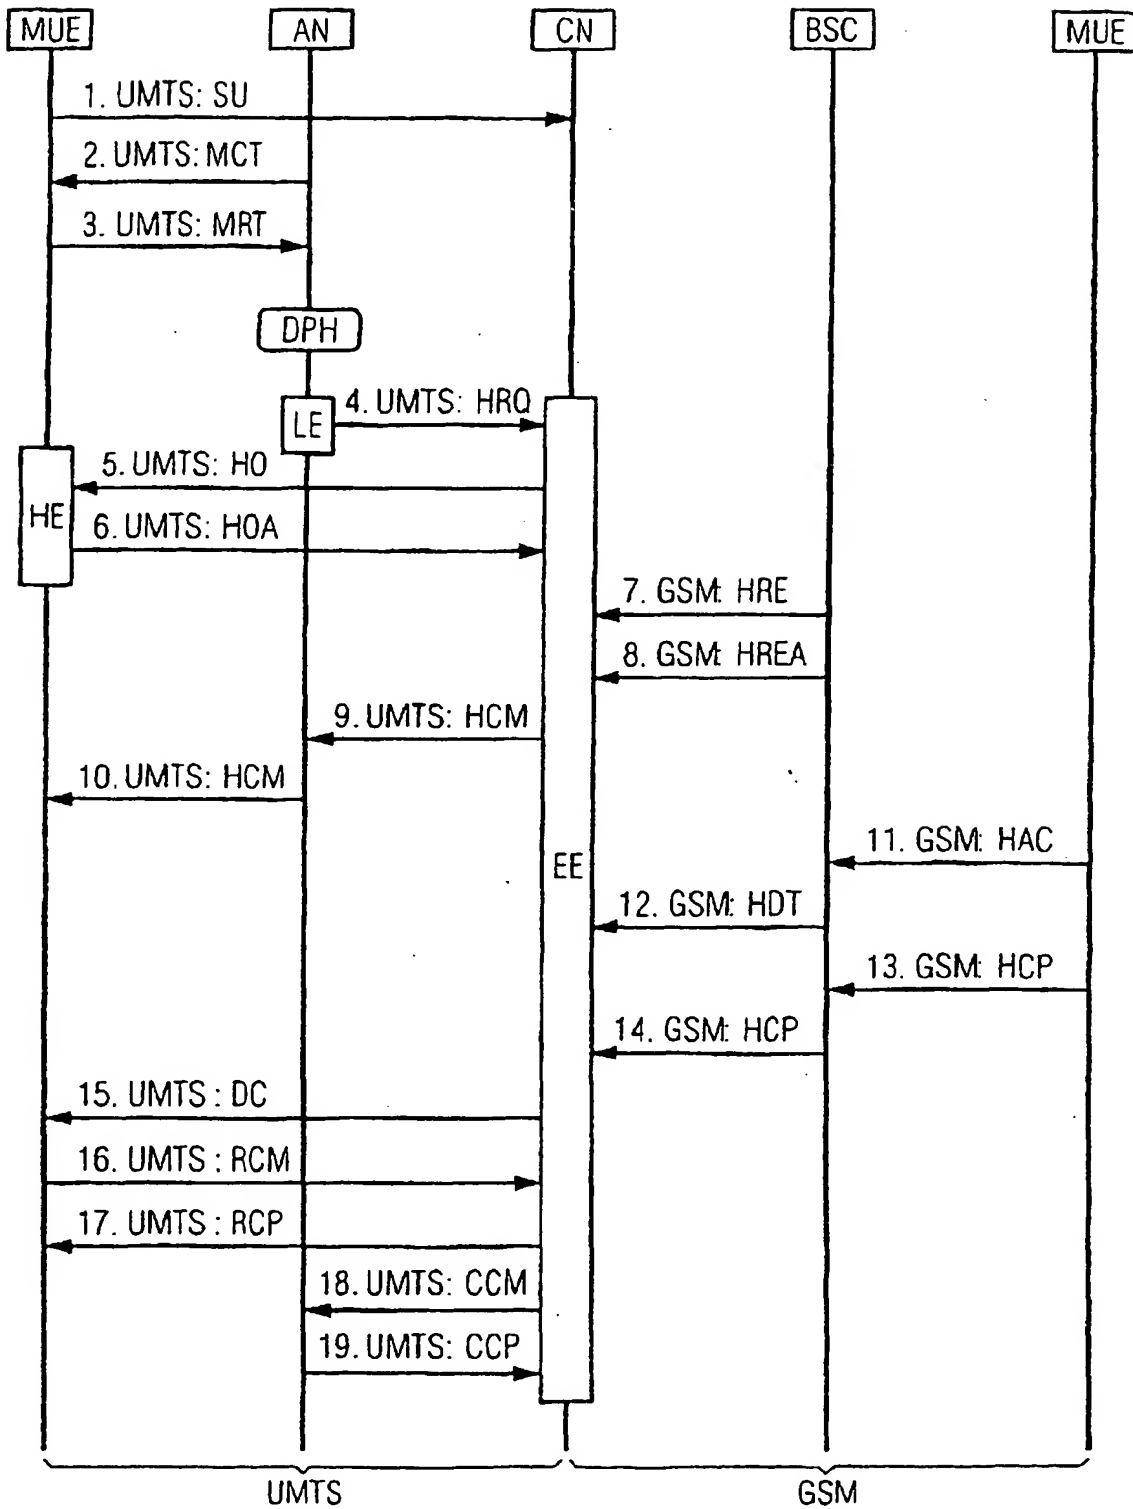 MUE AN CN BSC MUE
1. UMTS: SU
2. UMTS: MCT
3. UMTS: MRT
DPH
LE
4. UMTS: HRQ
HE
5. UMTS: HO
6. UMTS: HOA
7. GSM: HRE
8. GSM: HREA
9. UMTS: HCM
10. UMTS: HCM
EE
11. GSM: HAC
12. GSM: HDT
13. GSM: HCP
14. GSM: HCP
15. UMTS : DC
16. UMTS : RCM
17. UMTS : RCP
18. UMTS: CCM
19. UMTS: CCP
UMTS GSM